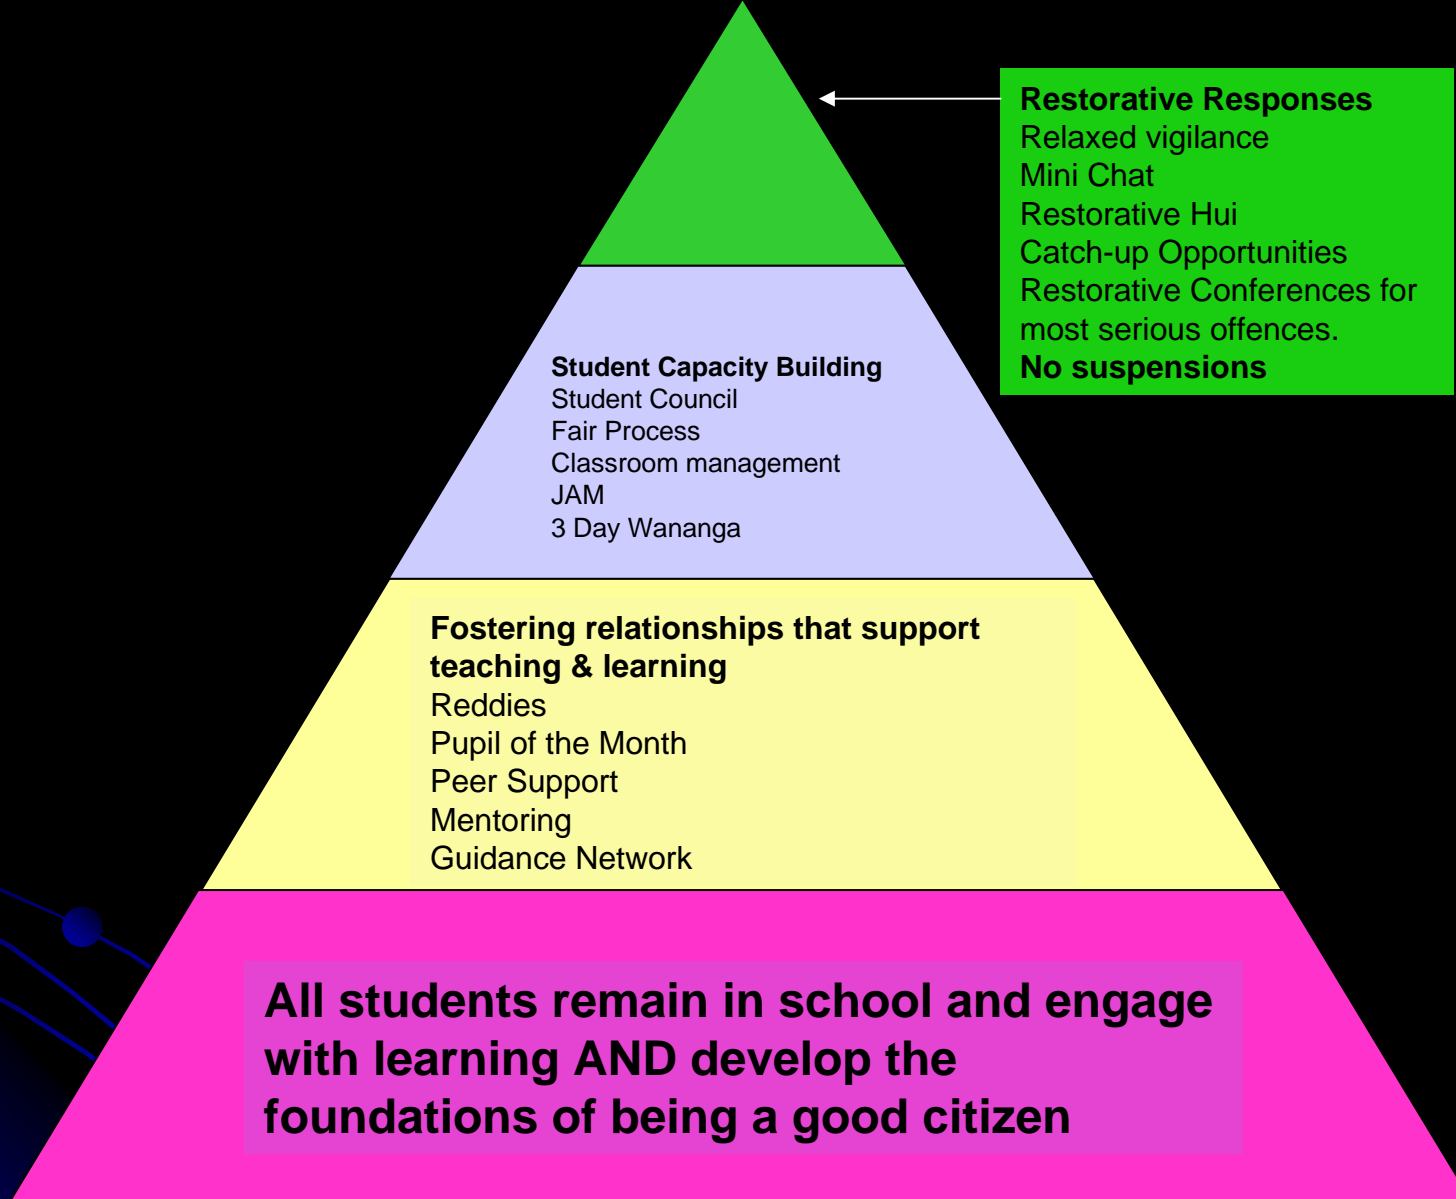 Restorative Responses
Relaxed vigilance
Mini Chat
Restorative Hui
Catch-up Opportunities
Restorative Conferences for
most serious offences.
No suspensions
Student Capacity Building
Student Council
Fair Process
Classroom management
JAM
3 Day Wananga
Fostering relationships that support
teaching & learning
Reddies
Pupil of the Month
Peer Support
Mentoring
Guidance Network
All students remain in school and engage
with learning AND develop the
foundations of being a good citizen